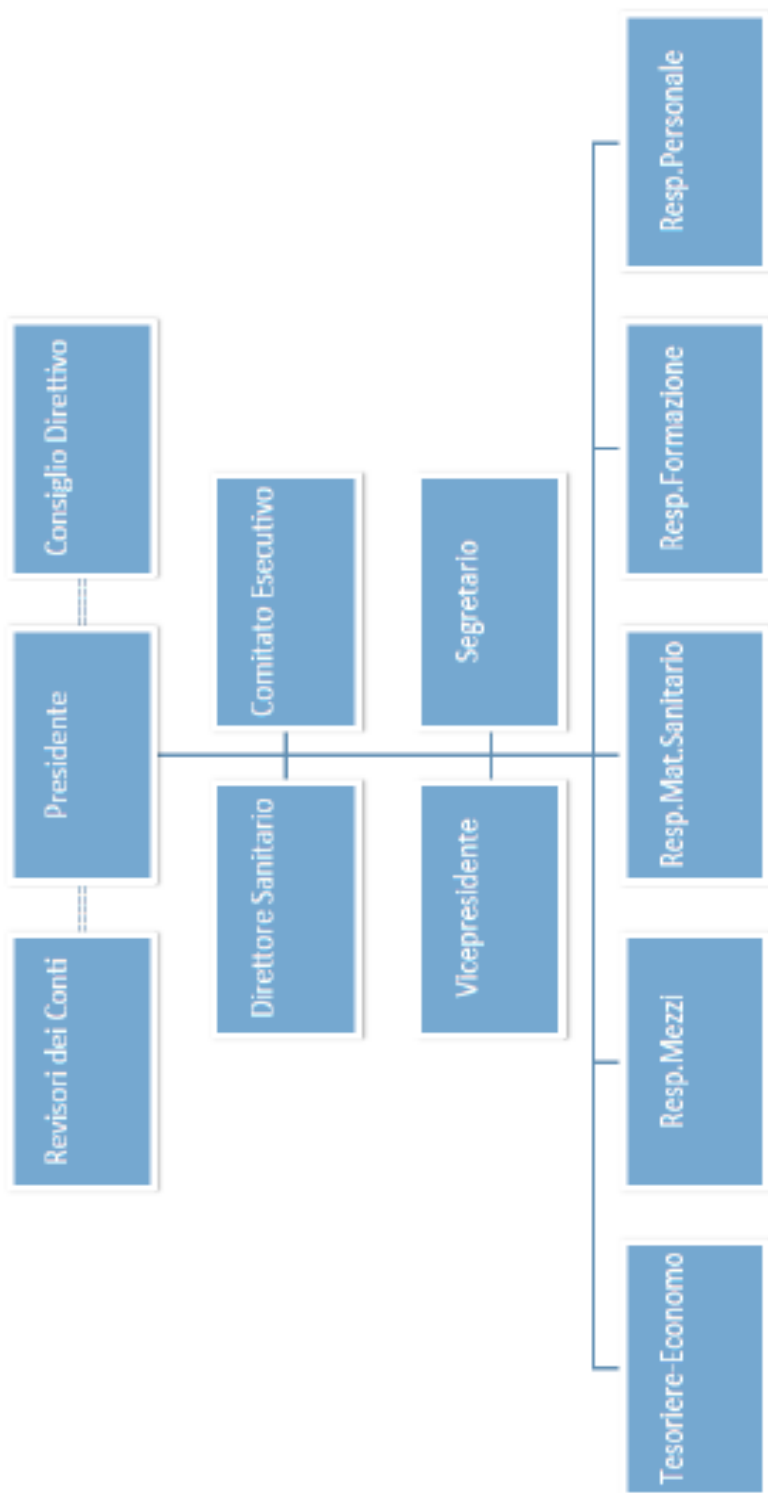 Revisori dei Conti
Presidente
Consiglio Direttivo
Direttore Sanitario
Comitato Esecutivo
Vicepresidente
Segretario
Tesoriere-Economo
Resp.Mezzi
Resp.Mat.Sanitario
Resp.Formazione
Resp.Personale